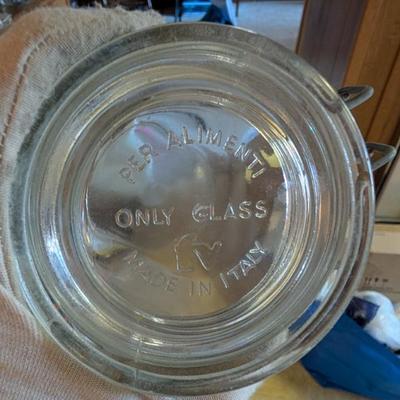 PER ALIMENTI
ONLY GLASS
MADE IN ITALY